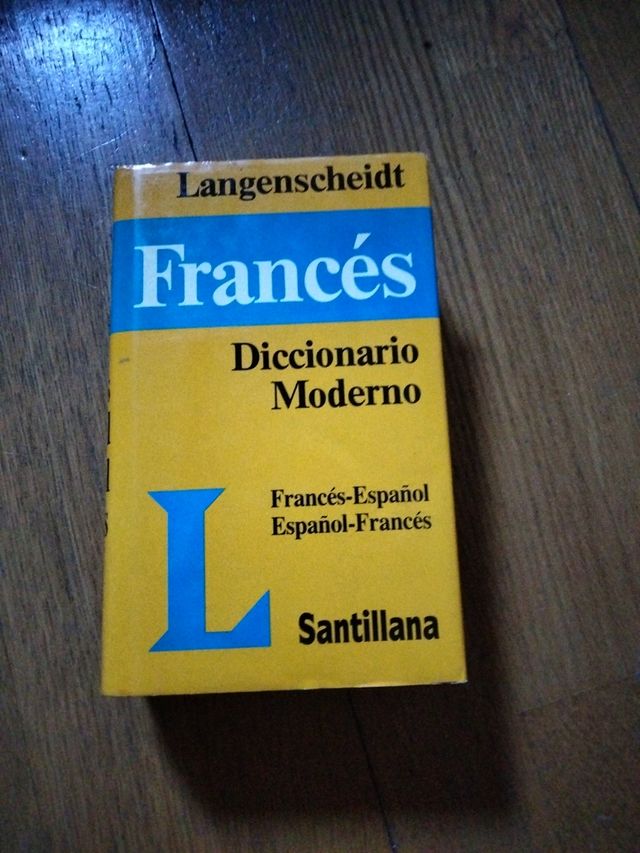 Langenscheidt
Francés
Diccionario
Moderno
Francés-Español
Español-Francés
L
Santillana